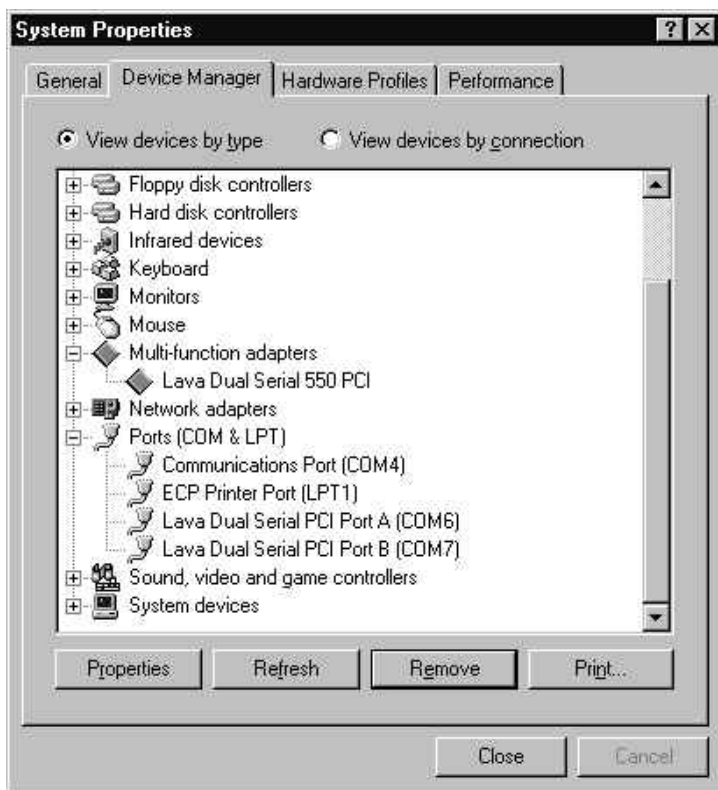 System Properties
General Device Manager Hardware Profiles Performance
View devices by type View devices by connection
Floppy disk controllers
Hard disk controllers
Infrared devices
Keyboard
Monitors
Mouse
Multi-function adapters
Lava Dual Serial 550 PCI
Network adapters
Ports (COM & LPT)
Communications Port (COM4)
ECP Printer Port (LPT1)
Lava Dual Serial PCI Port A (COM6)
Lava Dual Serial PCI Port B (COM7)
Sound, video and game controllers
System devices
Properties Refresh Remove Print...
Close Cancel